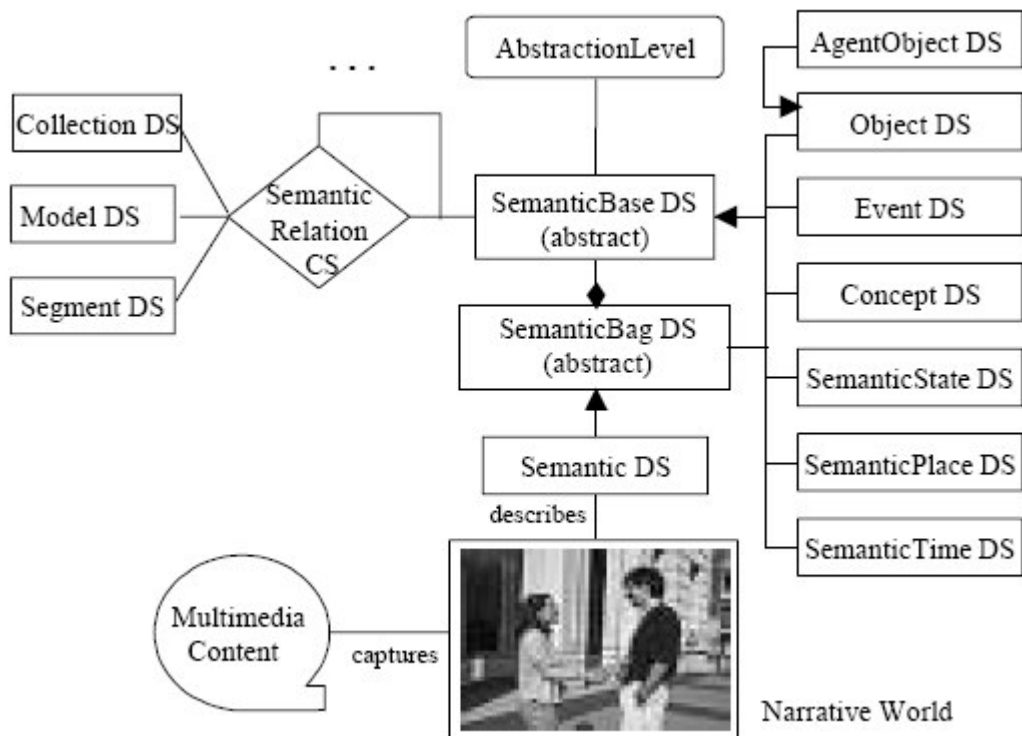 . . .
AbstractionLevel
AgentObject DS
Collection DS
Object DS
Model DS
Semantic
Relation
CS
SemanticBase DS
(abstract)
Event DS
Segment DS
SemanticBag DS
(abstract)
Concept DS
SemanticState DS
Semantic DS
SemanticPlace DS
describes
SemanticTime DS
Multimedia
Content
captures
Narrative World